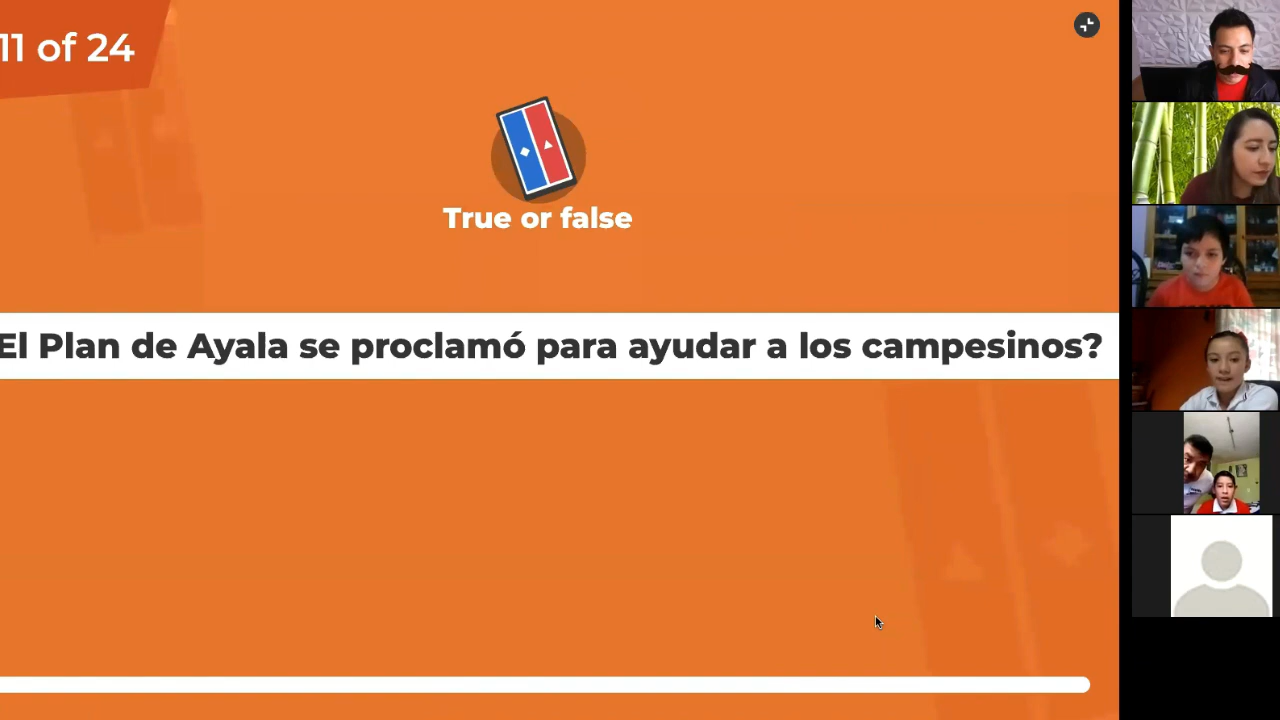 11 of 24
True or false
El Plan de Ayala se proclamó para ayudar a los campesinos?